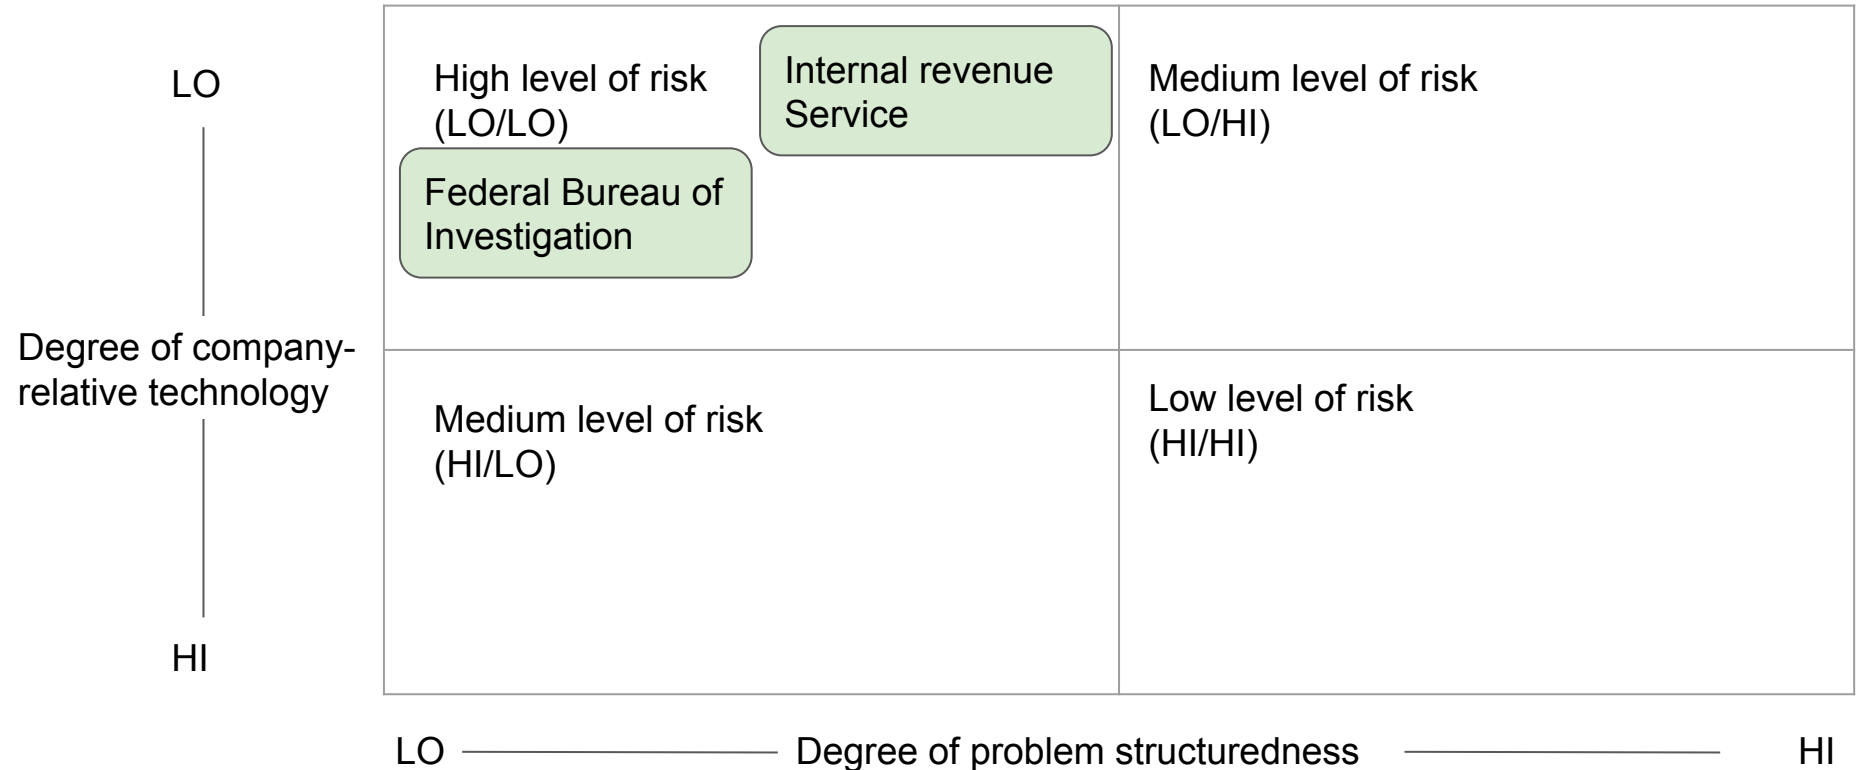 LO
High level of risk
(LO/LO)
Internal revenue
Service
Medium level of risk
(LO/HI)
Federal Bureau of
Investigation
Degree of company-
relative technology
Medium level of risk
(HI/LO)
Low level of risk
(HI/HI)
HI
LO
Degree of problem structuredness
HI